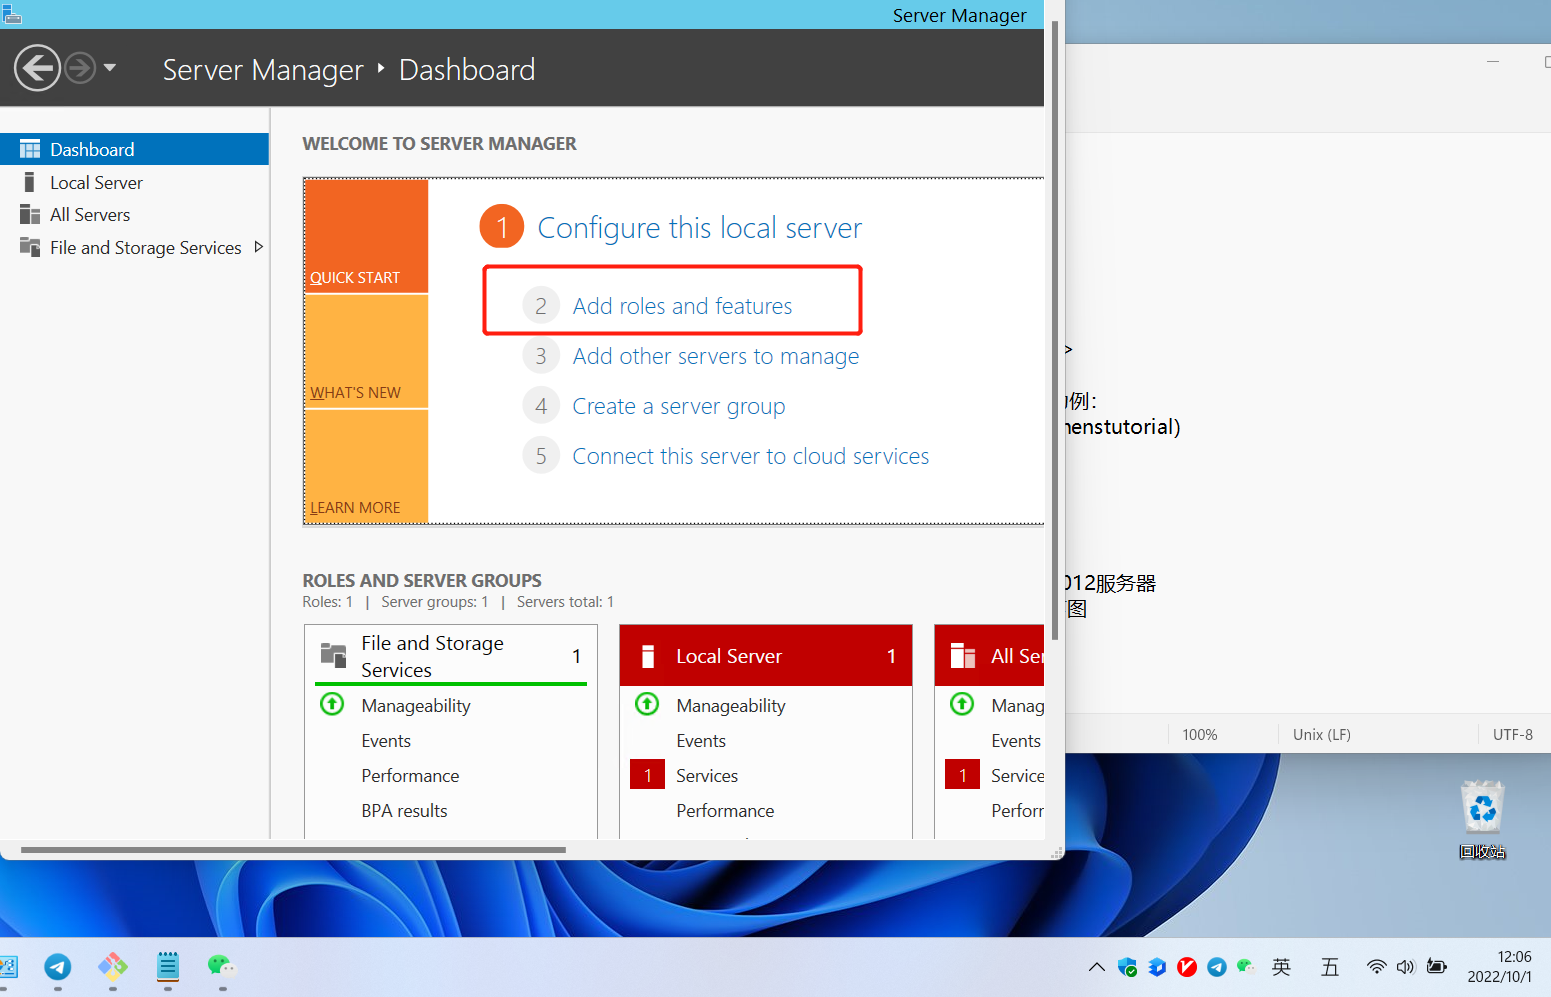 Server Manager
Server Manager
Dashboard
Dashboard
Local Server
All Servers
File and Storage Services
WELCOME TO SERVER MANAGER
QUICK START
WHAT'S NEW
LEARN MORE
1 Configure this local server
2 Add roles and features
3 Add other servers to manage
4 Create a server group
5 Connect this server to cloud services
ROLES AND SERVER GROUPS
Roles: 1 | Server groups: 1 | Servers total: 1
File and Storage
Services
1
Manageability
Events
Performance
BPA results
Local Server 1
Manageability
Events
1 Services
Performance
All Ser
Manag
Events
1 Service
Perforr
>
例：
enstutorial)
012服务器
图
100%
Unix (LF)
UTF-8
回收站
英
五
12:06
2022/10/1